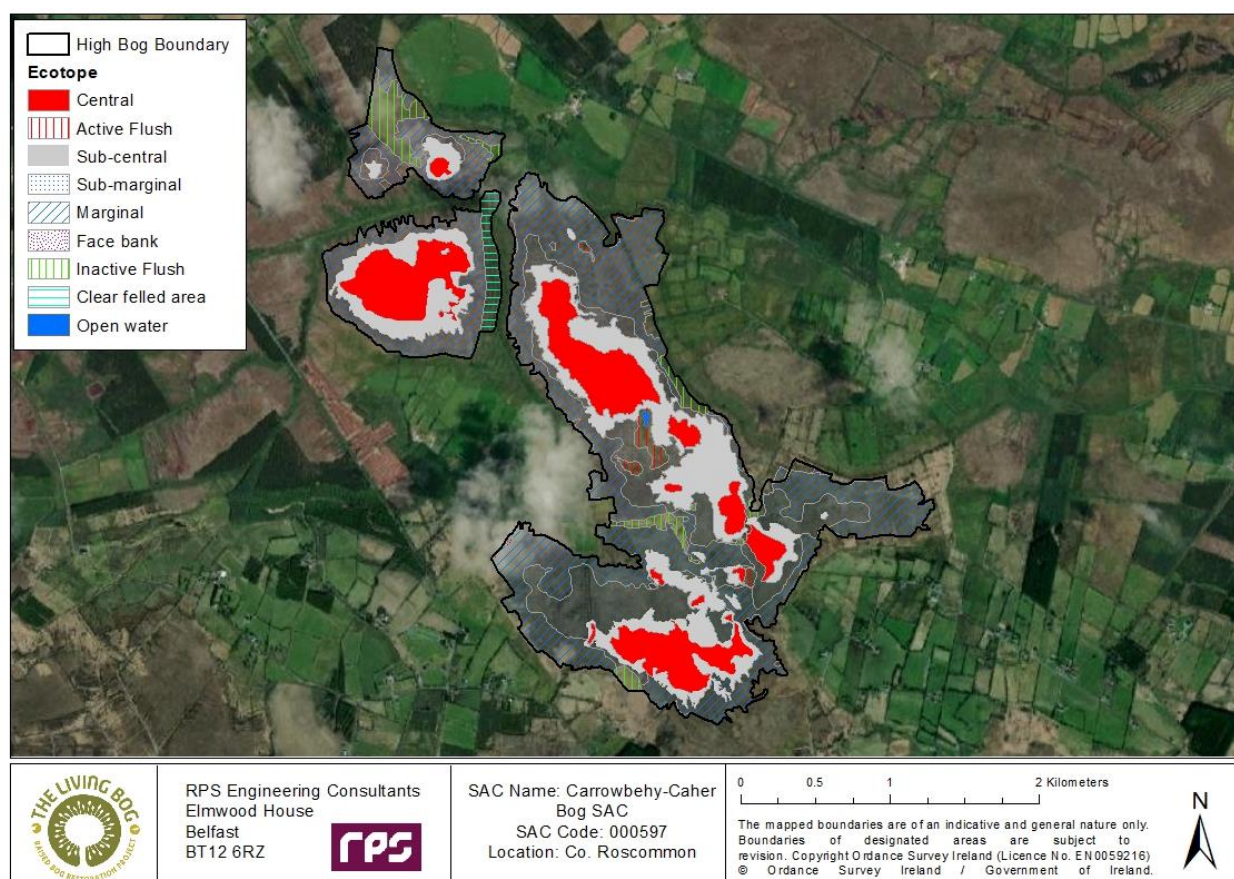 High Bog Boundary
Ecotope
Central
Active Flush
Sub-central
Sub-marginal
Marginal
Face bank
Inactive Flush
Clear felled area
Open water
THE LIVING BOG
RAISED BOG RESTORATION PROJECT
RPS Engineering Consultants
Elmwood House
Belfast
BT12 6RZ
rps
SAC Name: Carrowbehy-Caher
Bog SAC
SAC Code: 000597
Location: Co. Roscommon
0 0.5 1 2 Kilometers
The mapped boundaries are of an indicative and general nature only.
Boundaries of designated areas are subject to
revision. Copyright Ordance Survey Ireland (Licence No. EN0059216)
© Ordance Survey Ireland / Government of Ireland.
N